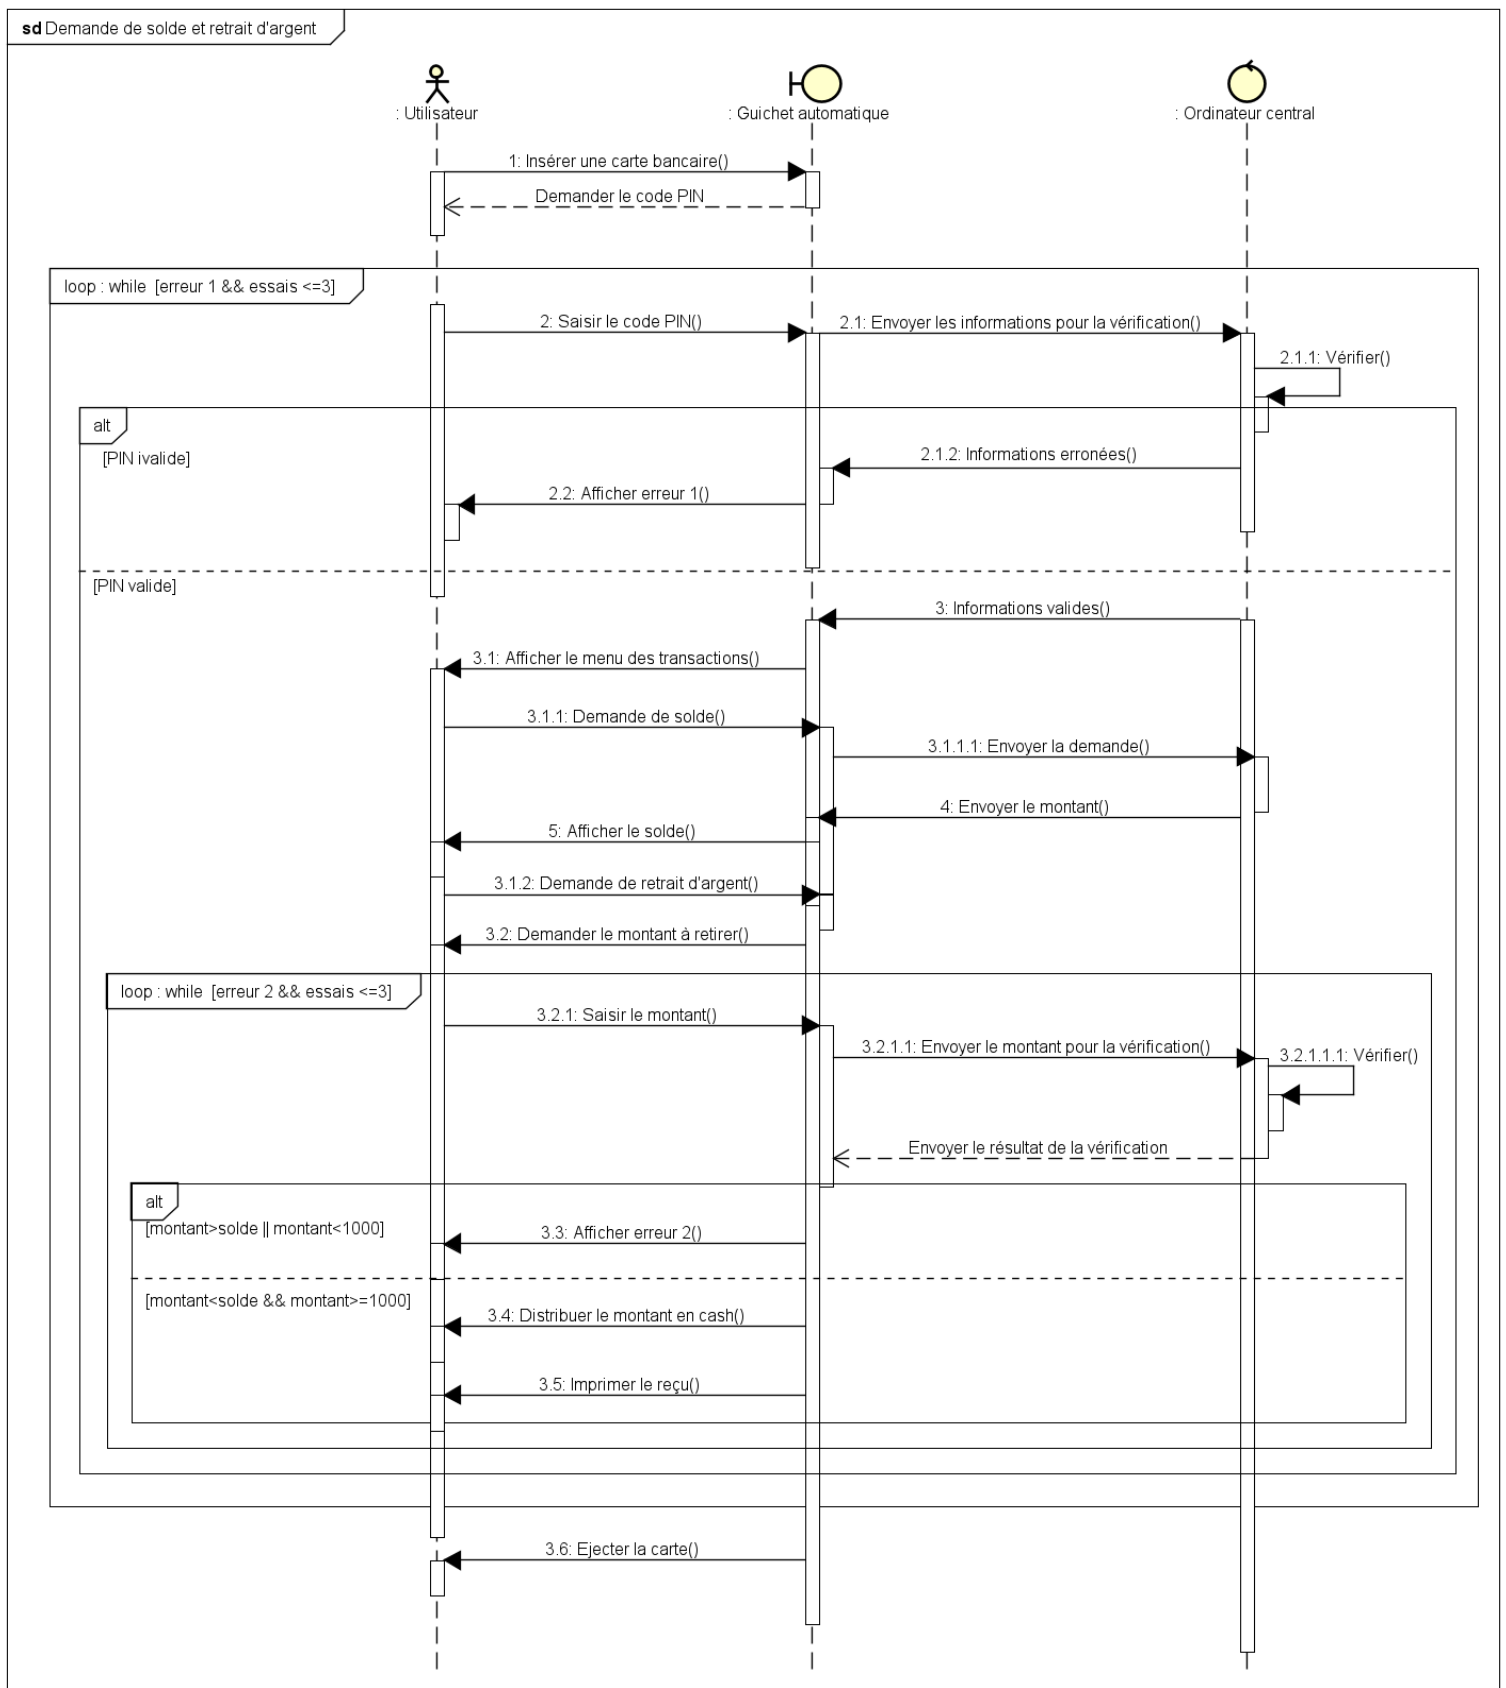 sd Demande de solde et retrait d'argent
: Utilisateur
: Guichet automatique
: Ordinateur central
1: Insérer une carte bancaire()
Demander le code PIN
loop : while [erreur 1 && essais <=3]
2: Saisir le code PIN()
2.1: Envoyer les informations pour la vérification()
2.1.1: Vérifier()
alt
[PIN ivalide]
2.1.2: Informations erronées()
2.2: Afficher erreur 1()
[PIN valide]
3: Informations valides()
3.1: Afficher le menu des transactions()
3.1.1: Demande de solde()
3.1.1.1: Envoyer la demande()
4: Envoyer le montant()
5: Afficher le solde()
3.1.2: Demande de retrait d'argent()
3.2: Demander le montant à retirer()
loop : while [erreur 2 && essais <=3]
3.2.1: Saisir le montant()
3.2.1.1: Envoyer le montant pour la vérification()
3.2.1.1.1: Vérifier()
Envoyer le résultat de la vérification
alt
[montant>solde || montant<1000]
3.3: Afficher erreur 2()
[montant<solde && montant>=1000]
3.4: Distribuer le montant en cash()
3.5: Imprimer le reçu()
3.6: Ejecter la carte()